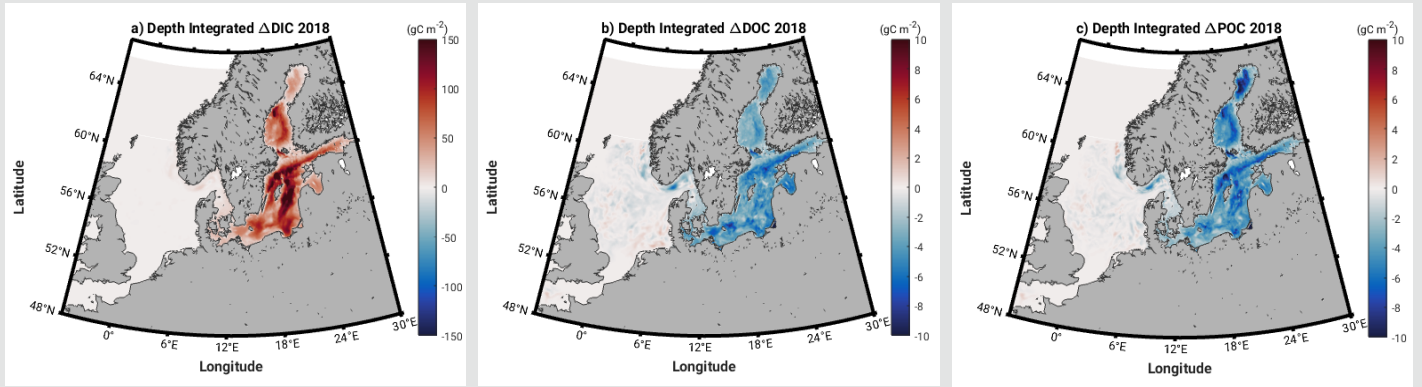 a) Depth Integrated △DIC 2018
(gC m-2)
150
100
50
0
-50
-100
-150
64°N
60°N
56°N
52°N
48°N
0°
6°E
12°E
18°E
24°E
30°E
Latitude
Longitude
b) Depth Integrated △DOC 2018
(gC m-2)
10
8
6
4
2
0
-2
-4
-6
-8
-10
64°N
60°N
56°N
52°N
48°N
0°
6°E
12°E
18°E
24°E
30°E
Latitude
Longitude
c) Depth Integrated △POC 2018
(gC m-2)
10
8
6
4
2
0
-2
-4
-6
-8
-10
64°N
60°N
56°N
52°N
48°N
0°
6°E
12°E
18°E
24°E
30°E
Latitude
Longitude